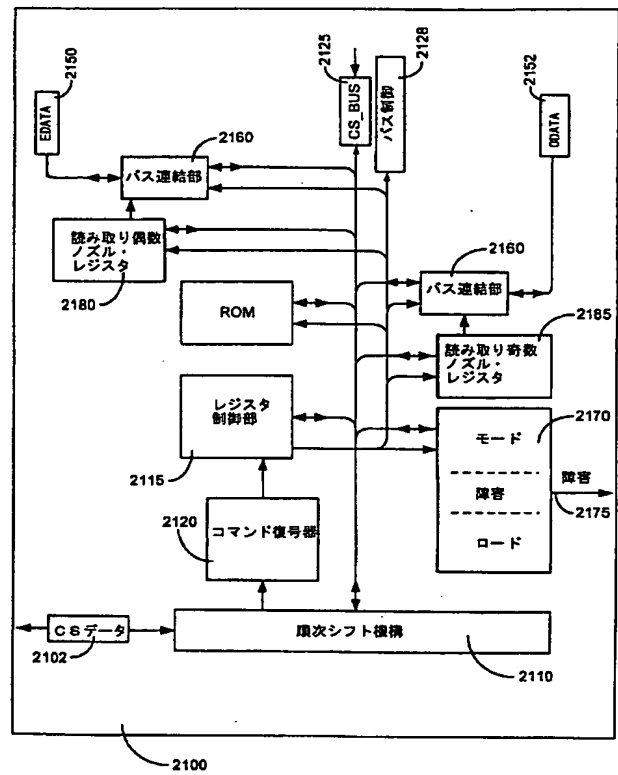 2150
EDATA
2125
CS_BUS
2128
バス制御
2152
ODATA
2160
バス連結部
読み取り偶数
ノズル・
レジスタ
2180
ROM
2160
バス連結部
2185
読み取り奇数
ノズル・
レジスタ
レジスタ
制御部
2115
モード
2170
障害
障害
2175
ロード
2120
コマンド復号器
CSデータ
2102
順次シフト機構
2110
2100